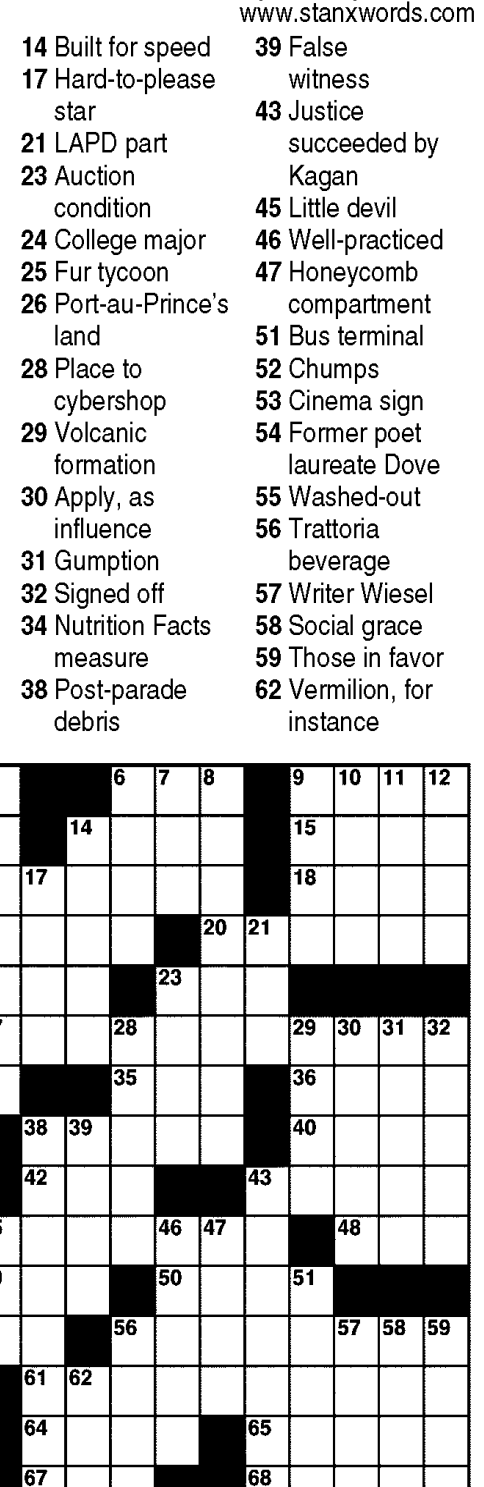 www.stanxwords.com
14 Built for speed
17 Hard-to-please
star
21 LAPD part
23 Auction
condition
24 College major
25 Fur tycoon
26 Port-au-Prince's
land
28 Place to
cybershop
29 Volcanic
formation
30 Apply, as
influence
31 Gumption
32 Signed off
34 Nutrition Facts
measure
38 Post-parade
debris
39 False
witness
43 Justice
succeeded by
Kagan
45 Little devil
46 Well-practiced
47 Honeycomb
compartment
51 Bus terminal
52 Chumps
53 Cinema sign
54 Former poet
laureate Dove
55 Washed-out
56 Trattoria
beverage
57 Writer Wiesel
58 Social grace
59 Those in favor
62 Vermilion, for
instance
6 7 8 9 10 11 12
14 15
17 18
20 21
23
28 29 30 31 32
35 36
38 39 40
42 43
46 47 48
50 51
56 57 58 59
61 62
64 65
67 68